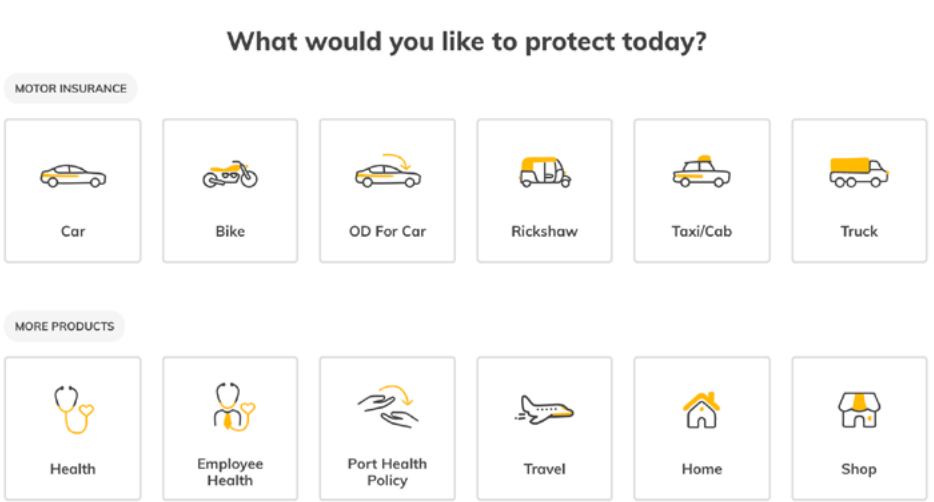 What would you like to protect today?
MOTOR INSURANCE
Car
Bike
OD For Car
Rickshaw
Taxi/Cab
Truck
MORE PRODUCTS
Health
Employee
Health
Port Health
Policy
Travel
Home
Shop